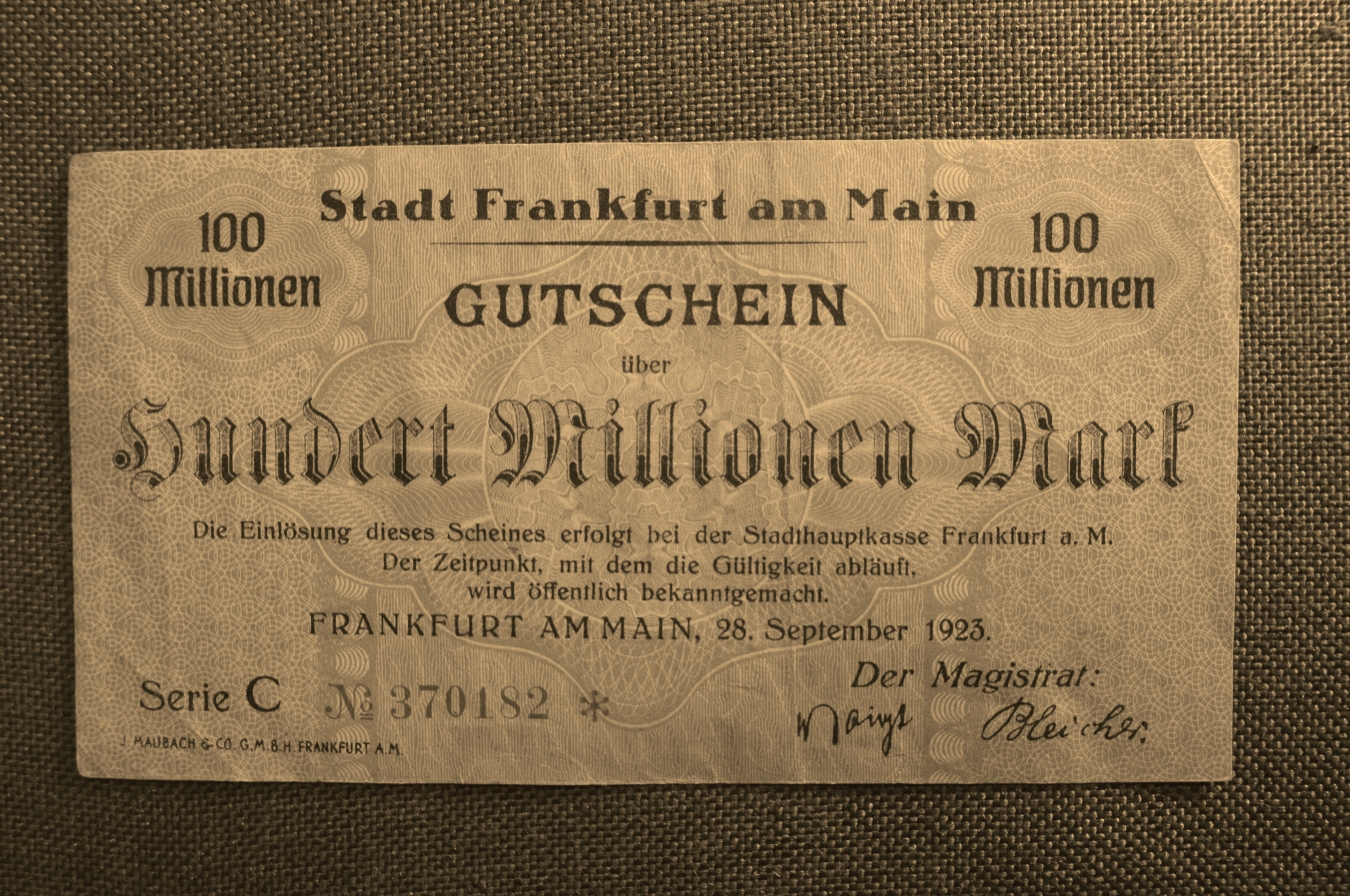 Stadt Frankfurt am Main
100 Millionen
100 Millionen
GUTSCHEIN
über
Hundert Millionen Mark
Die Einlösung dieses Scheines erfolgt bei der Stadthauptkasse Frankfurt a. M.
Der Zeitpunkt, mit dem die Gültigkeit abläuft,
wird öffentlich bekanntgemacht.
FRANKFURT AM MAIN, 28. September 1923.
Der Magistrat:
Serie C № 370182 *
Voigt Bleicher.
J. MAUBACH & CO. G.M.B.H. FRANKFURT A.M.